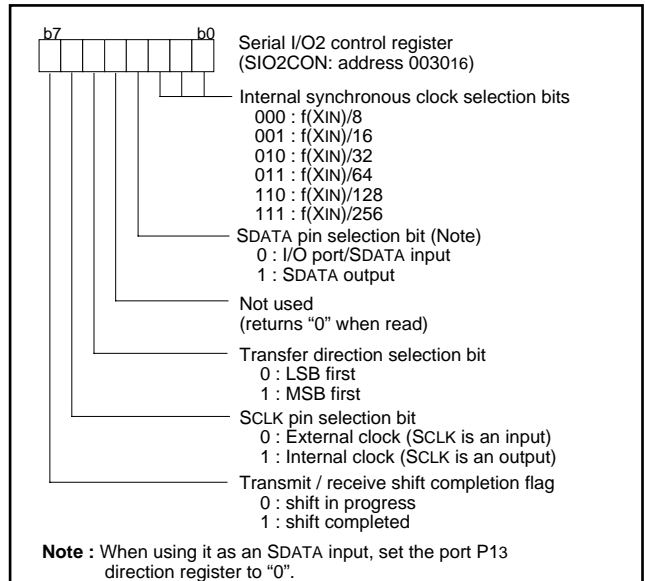 b7 b0
Serial I/O2 control register
(SIO2CON: address 003016)
Internal synchronous clock selection bits
000 : f(XIN)/8
001 : f(XIN)/16
010 : f(XIN)/32
011 : f(XIN)/64
110 : f(XIN)/128
111 : f(XIN)/256
SDATA pin selection bit (Note)
0 : I/O port/SDATA input
1 : SDATA output
Not used
(returns “0” when read)
Transfer direction selection bit
0 : LSB first
1 : MSB first
SCLK pin selection bit
0 : External clock (SCLK is an input)
1 : Internal clock (SCLK is an output)
Transmit / receive shift completion flag
0 : shift in progress
1 : shift completed
Note : When using it as an SDATA input, set the port P13
direction register to “0”.